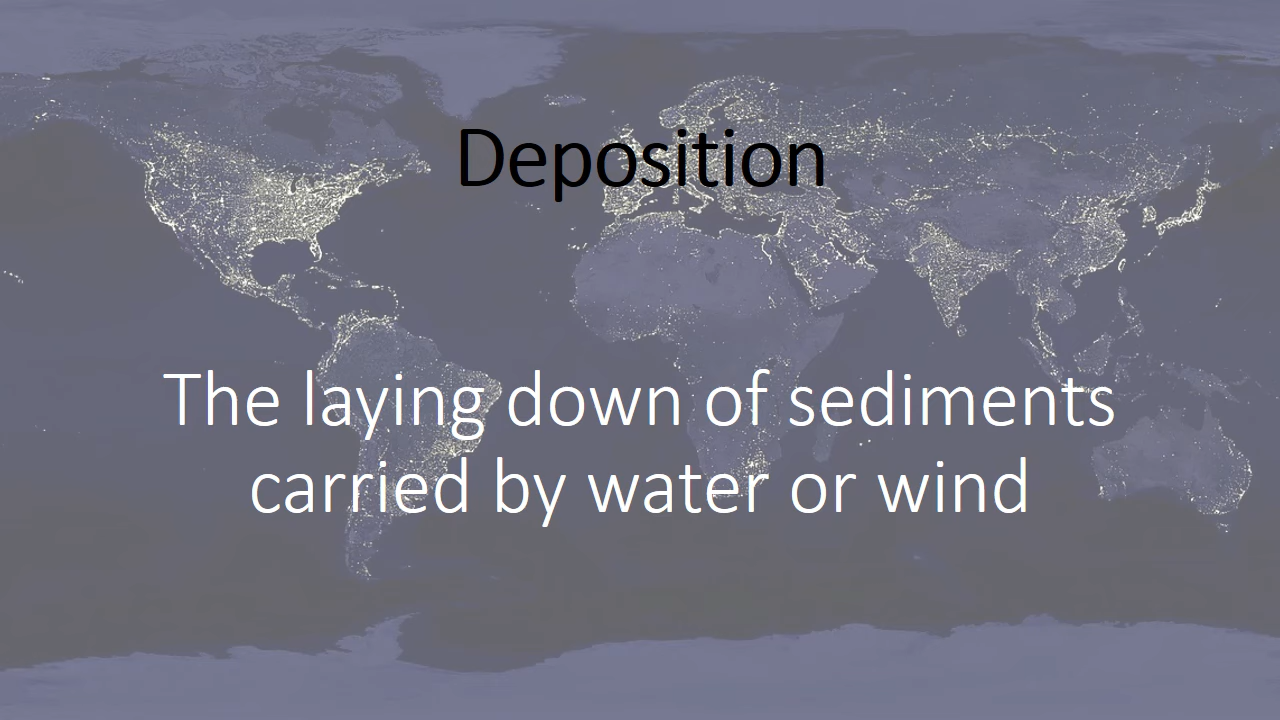 Deposition
The laying down of sediments
carried by water or wind